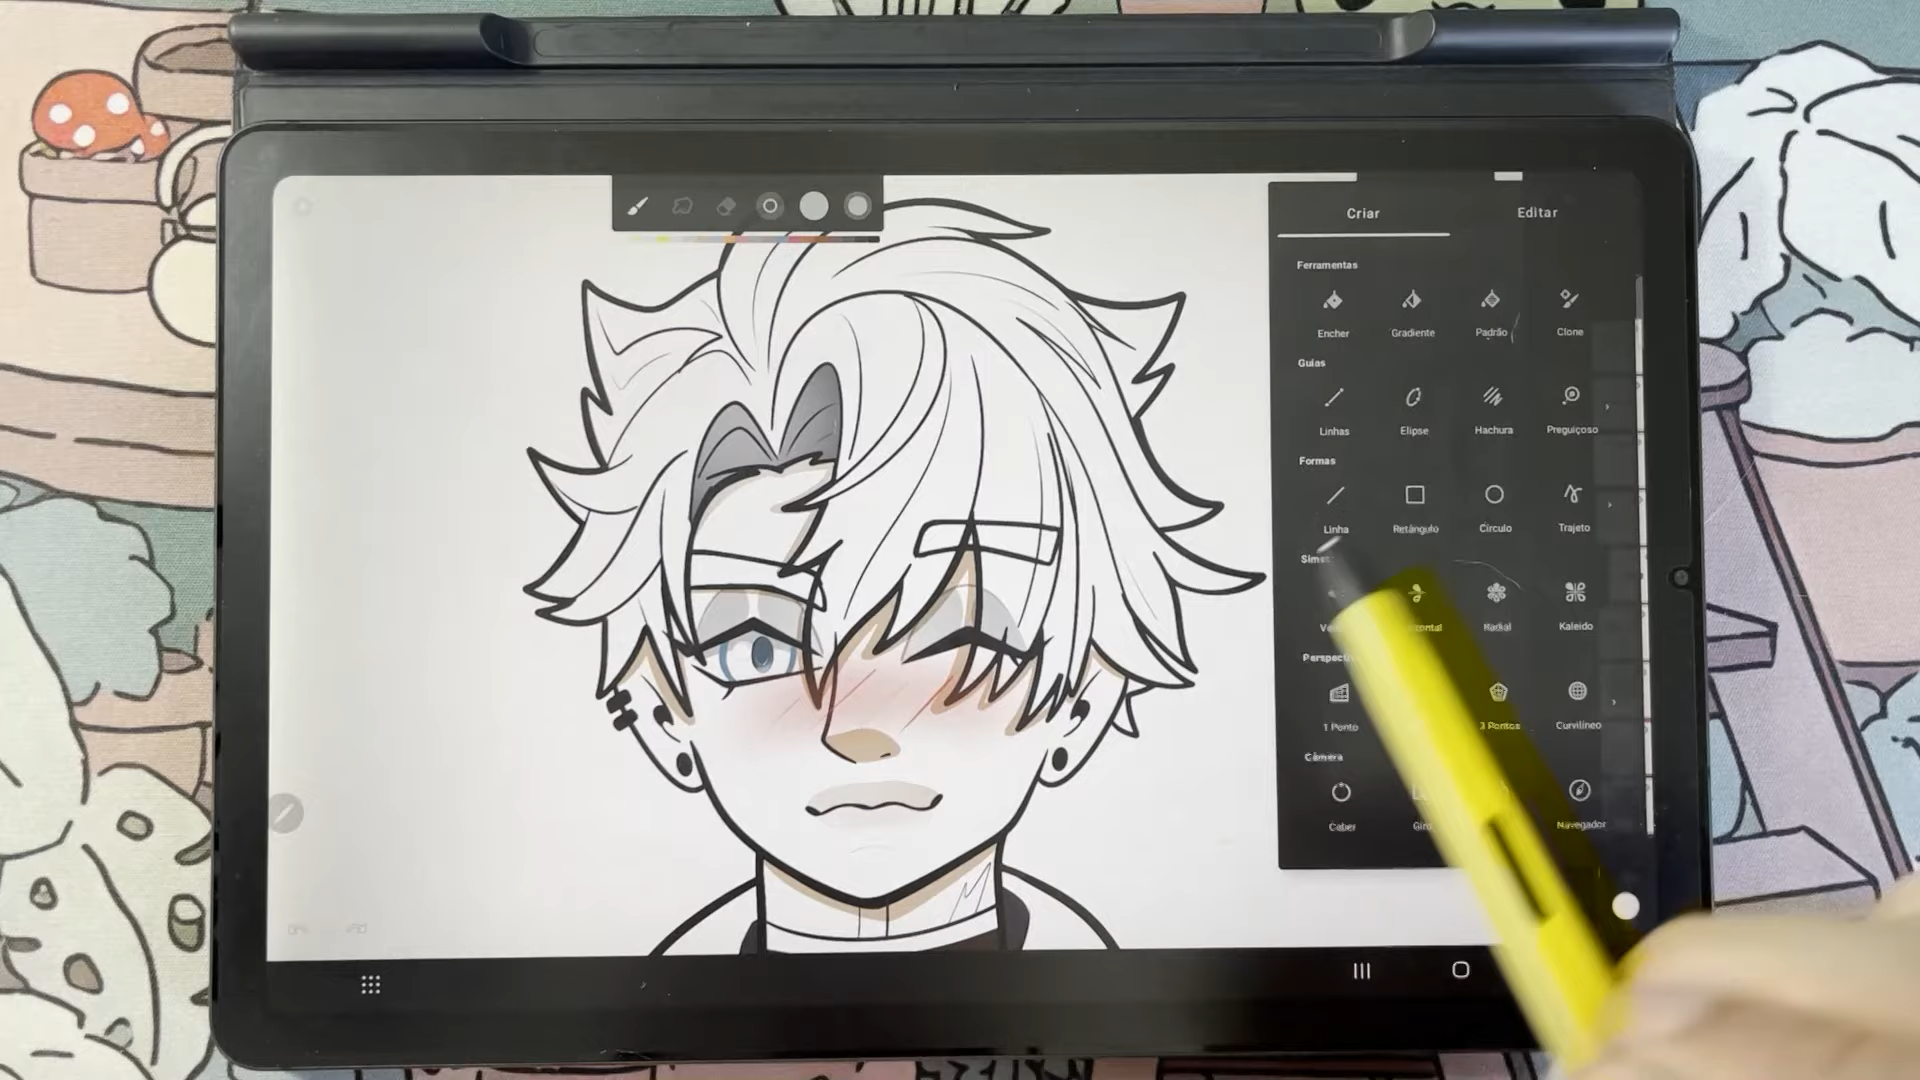 Criar Editar
Ferramentas
Encher Gradiente Padrão Clone
Guias
Linhas Elipse Hachura Preguiçoso
Formas
Linha Retângulo Círculo Trajeto
Radial Kaleido
1 Ponto 3 Pontos Curvilíneo
Câmera
Caber Navegador